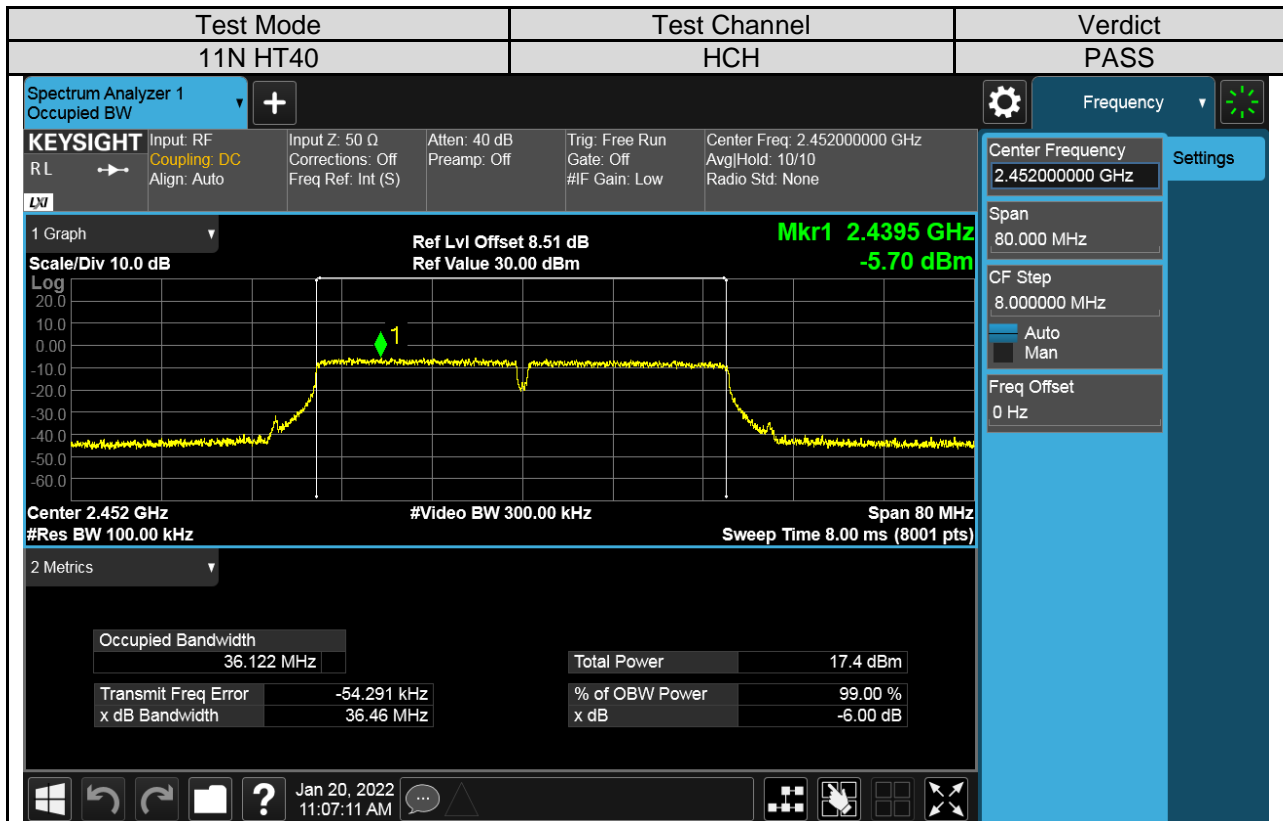 Test Mode Test Channel Verdict
11N HT40 HCH PASS
Spectrum Analyzer 1
Occupied BW
+
Frequency
KEYSIGHT Input: RF Input Z: 50 Ω Atten: 40 dB Trig: Free Run Center Freq: 2.452000000 GHz
RL Coupling: DC Corrections: Off Preamp: Off Gate: Off Avg|Hold: 10/10
Align: Auto Freq Ref: Int (S) #IF Gain: Low Radio Std: None
LXI
Center Frequency
2.452000000 GHz
Settings
Span
80.000 MHz
CF Step
8.000000 MHz
Auto
Man
Freq Offset
0 Hz
1 Graph
Ref Lvl Offset 8.51 dB
Mkr1 2.4395 GHz
Scale/Div 10.0 dB
Ref Value 30.00 dBm
-5.70 dBm
Log
20.0
10.0
0.00
-10.0
-20.0
-30.0
-40.0
-50.0
-60.0
1
Center 2.452 GHz #Video BW 300.00 kHz Span 80 MHz
#Res BW 100.00 kHz Sweep Time 8.00 ms (8001 pts)
2 Metrics
Occupied Bandwidth
36.122 MHz
Total Power 17.4 dBm
Transmit Freq Error -54.291 kHz % of OBW Power 99.00 %
x dB Bandwidth 36.46 MHz x dB -6.00 dB
?
Jan 20, 2022
11:07:11 AM